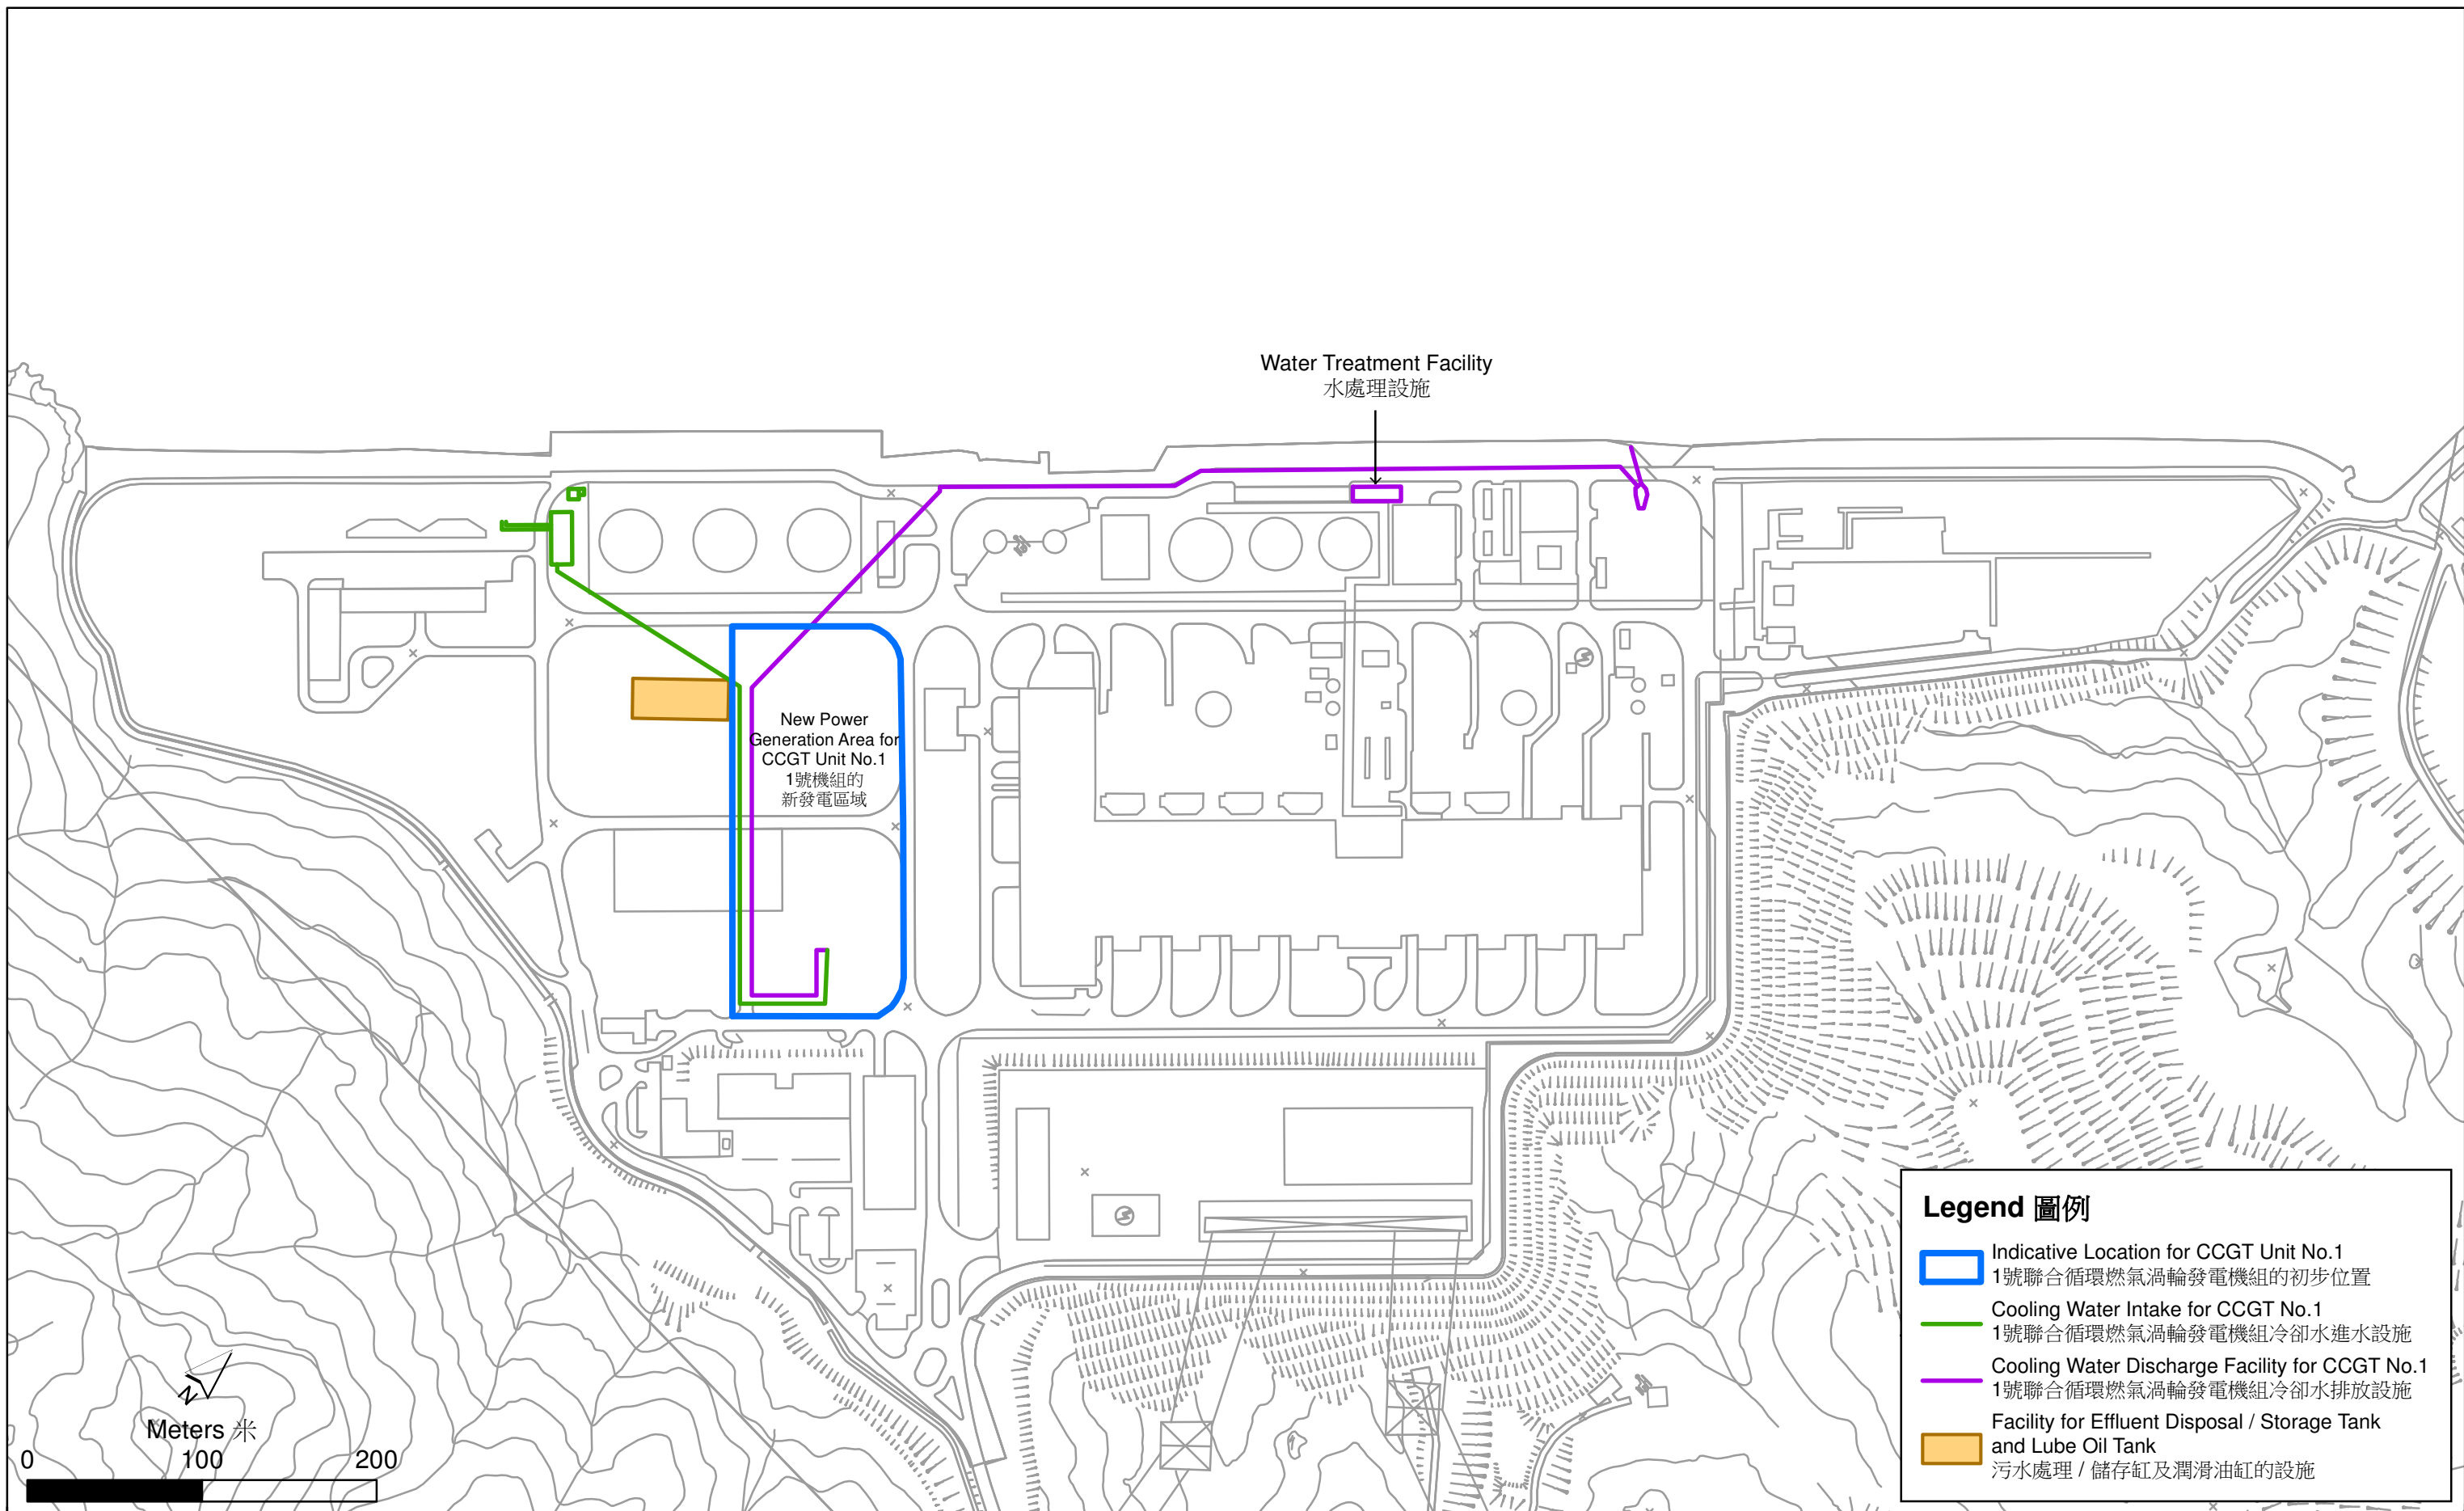 Water Treatment Facility
水處理設施
New Power
Generation Area for
CCGT Unit No.1
1號機組的
新發電區域
N
Meters 米
0 100 200
Legend 圖例
Indicative Location for CCGT Unit No.1
1號聯合循環燃氣渦輪發電機組的初步位置
Cooling Water Intake for CCGT No.1
1號聯合循環燃氣渦輪發電機組冷卻水進水設施
Cooling Water Discharge Facility for CCGT No.1
1號聯合循環燃氣渦輪發電機組冷卻水排放設施
Facility for Effluent Disposal / Storage Tank
and Lube Oil Tank
污水處理 / 儲存缸及潤滑油缸的設施